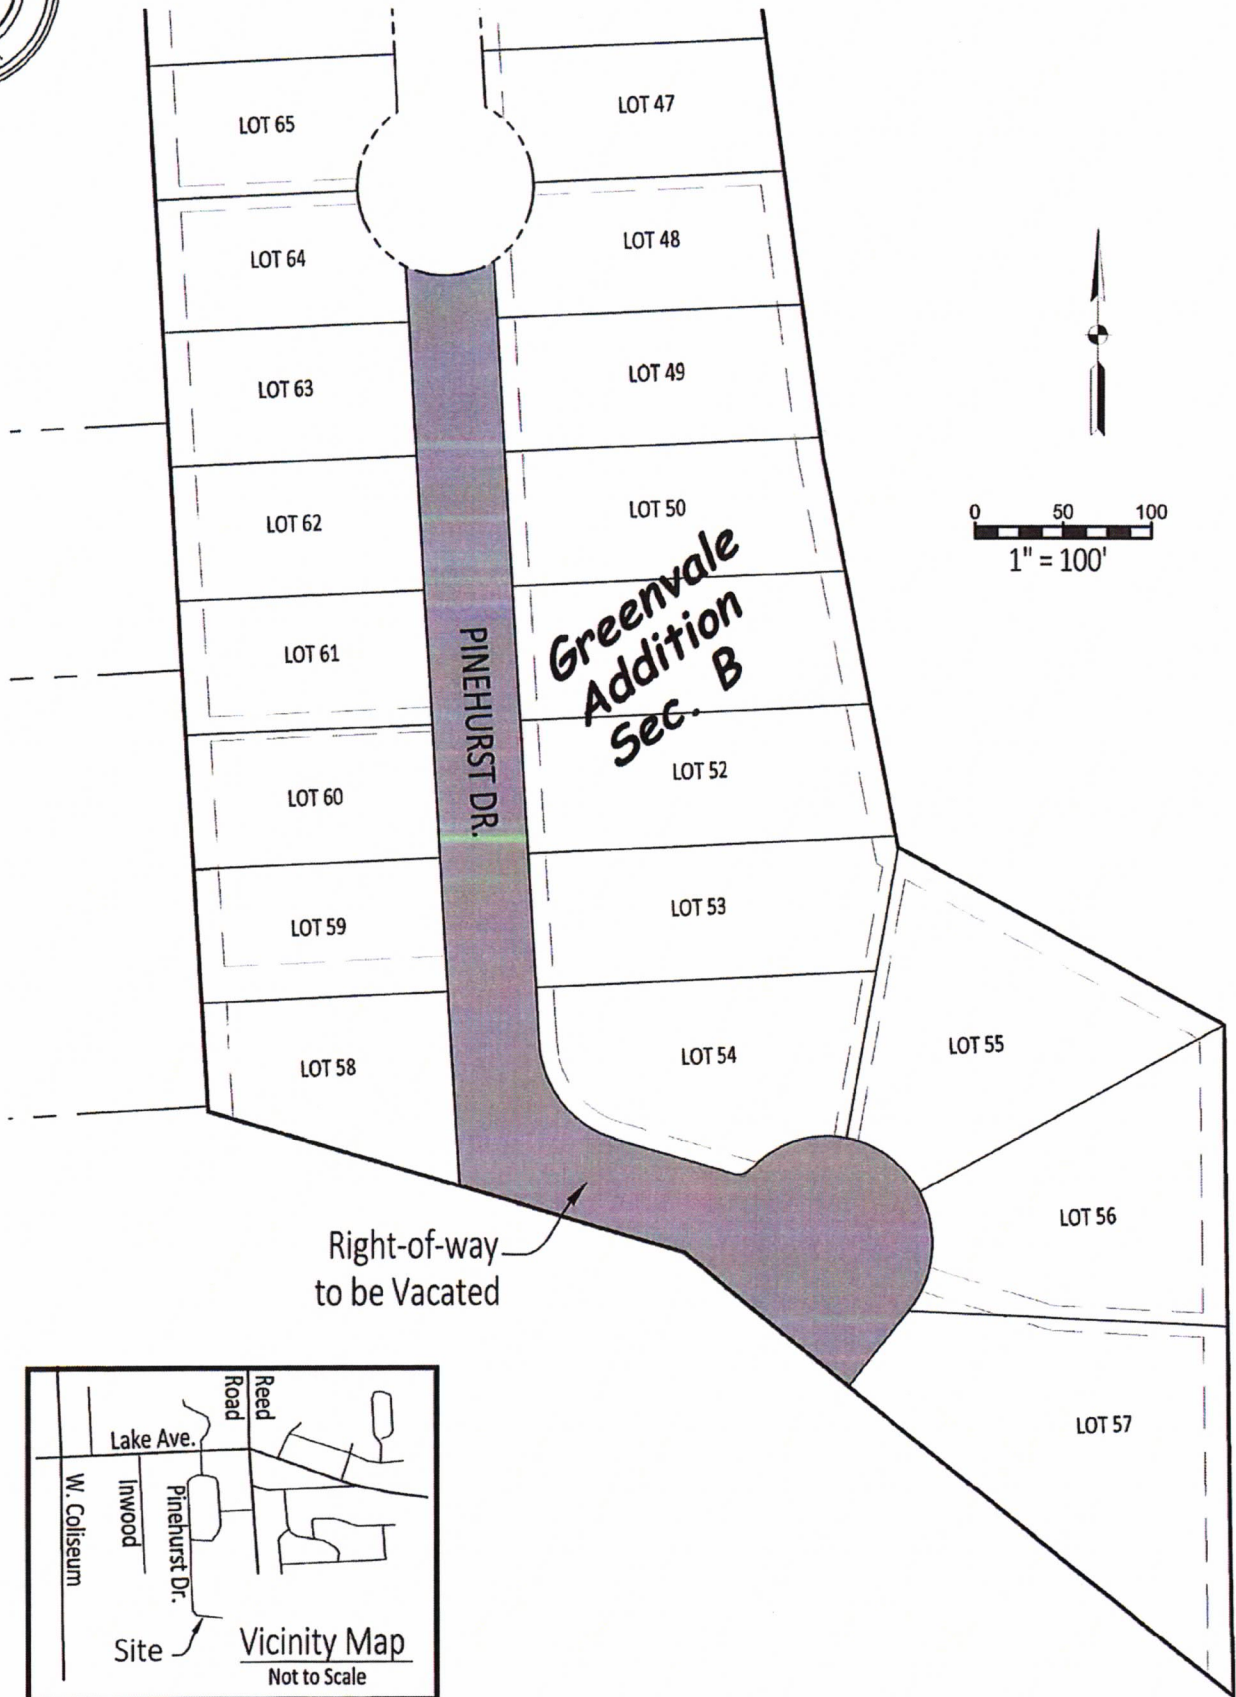 LOT 65
LOT 47
LOT 64
LOT 48
LOT 63
LOT 49
LOT 62
LOT 50
0 50 100
1" = 100'
LOT 61
PINEHURST DR.
Greenvale
Addition
Sec. B
LOT 60
LOT 52
LOT 59
LOT 53
LOT 58
LOT 54
LOT 55
LOT 56
LOT 57
Right-of-way
to be Vacated
Reed
Road
Lake Ave.
W. Coliseum
Inwood
Pinehurst Dr.
Site
Vicinity Map
Not to Scale